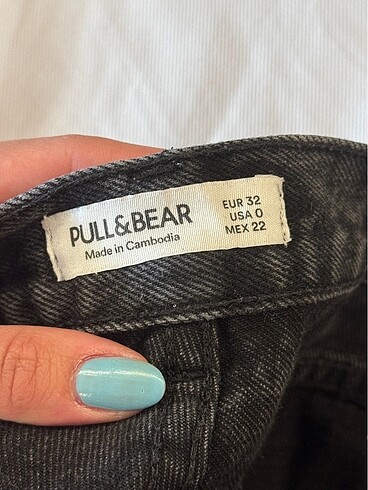 PULL&BEAR
Made in Cambodia
EUR 32
USA 0
MEX 22